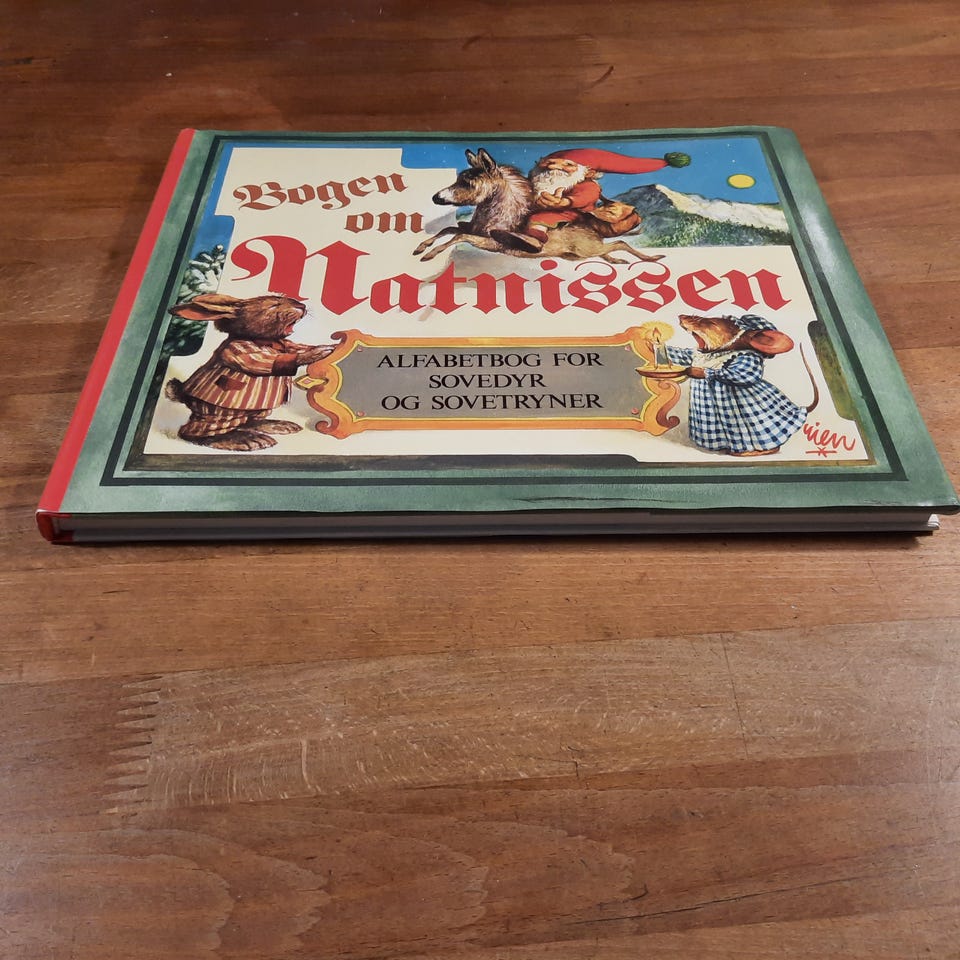 Bogen
om
Natnissen
ALFABETBOG FOR
SOVEDYR
OG SOVETRYNER